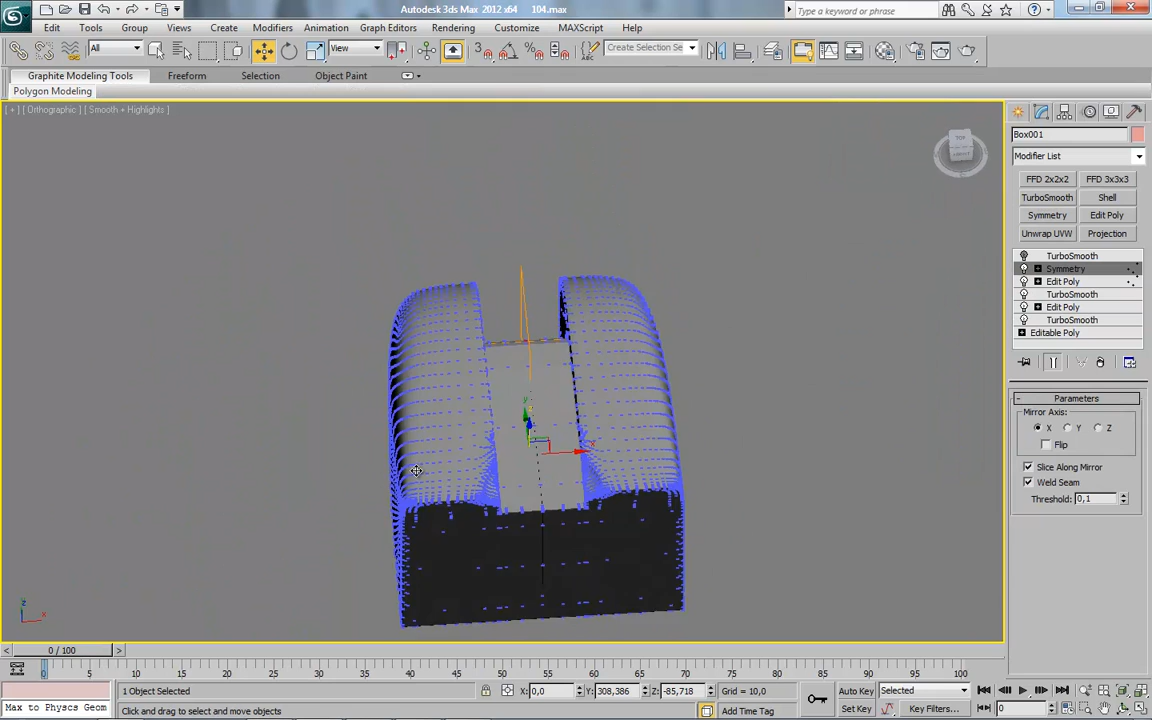 Autodesk 3ds Max 2012 x64 104.max
Type a keyword or phrase
Edit Tools Group Views Create Modifiers Animation Graph Editors Rendering Customize MAXScript Help
All View Create Selection Se
Graphite Modeling Tools Freeform Selection Object Paint
Polygon Modeling
[ + ] [ Orthographic ] [ Smooth + Highlights ]
TOP
Box001
Modifier List
FFD 2x2x2 FFD 3x3x3
TurboSmooth Shell
Symmetry Edit Poly
Unwrap UVW Projection
TurboSmooth
Symmetry
Edit Poly
TurboSmooth
Edit Poly
TurboSmooth
Editable Poly
Parameters
Mirror Axis:
X Y Z
Flip
Slice Along Mirror
Weld Seam
Threshold: 0,1
y
x
z
x
0 / 100
0 5 10 15 20 25 30 35 40 45 50 55 60 65 70 75 80 85 90 95 100
1 Object Selected X: 0,0 Y: 308,386 Z: -85,718 Grid = 10,0 Auto Key Selected
Max to Physcs Geom Click and drag to select and move objects Add Time Tag Set Key Key Filters... 0